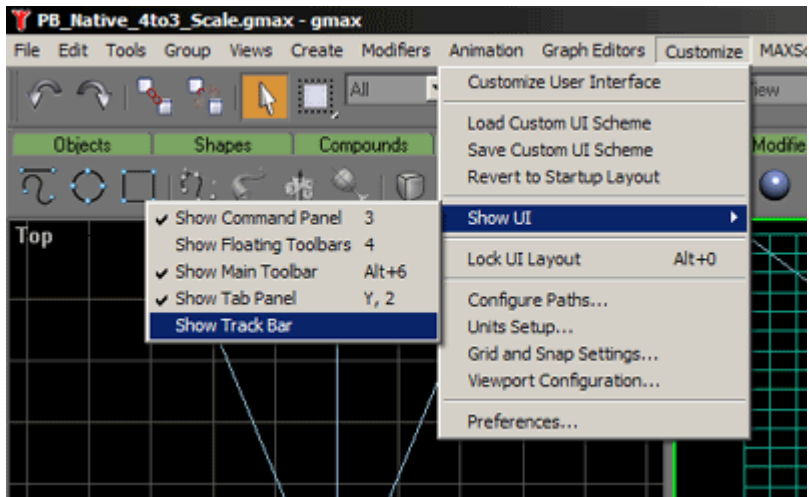 PB_Native_4to3_Scale.gmax - gmax
File Edit Tools Group Views Create Modifiers Animation Graph Editors Customize MAXSc
All
iew
Objects Shapes Compounds Modifie
Customize User Interface
Load Custom UI Scheme
Save Custom UI Scheme
Revert to Startup Layout
Show UI
Lock UI Layout Alt+0
Configure Paths...
Units Setup...
Grid and Snap Settings...
Viewport Configuration...
Preferences...
Top
Show Command Panel 3
Show Floating Toolbars 4
Show Main Toolbar Alt+6
Show Tab Panel Y, 2
Show Track Bar